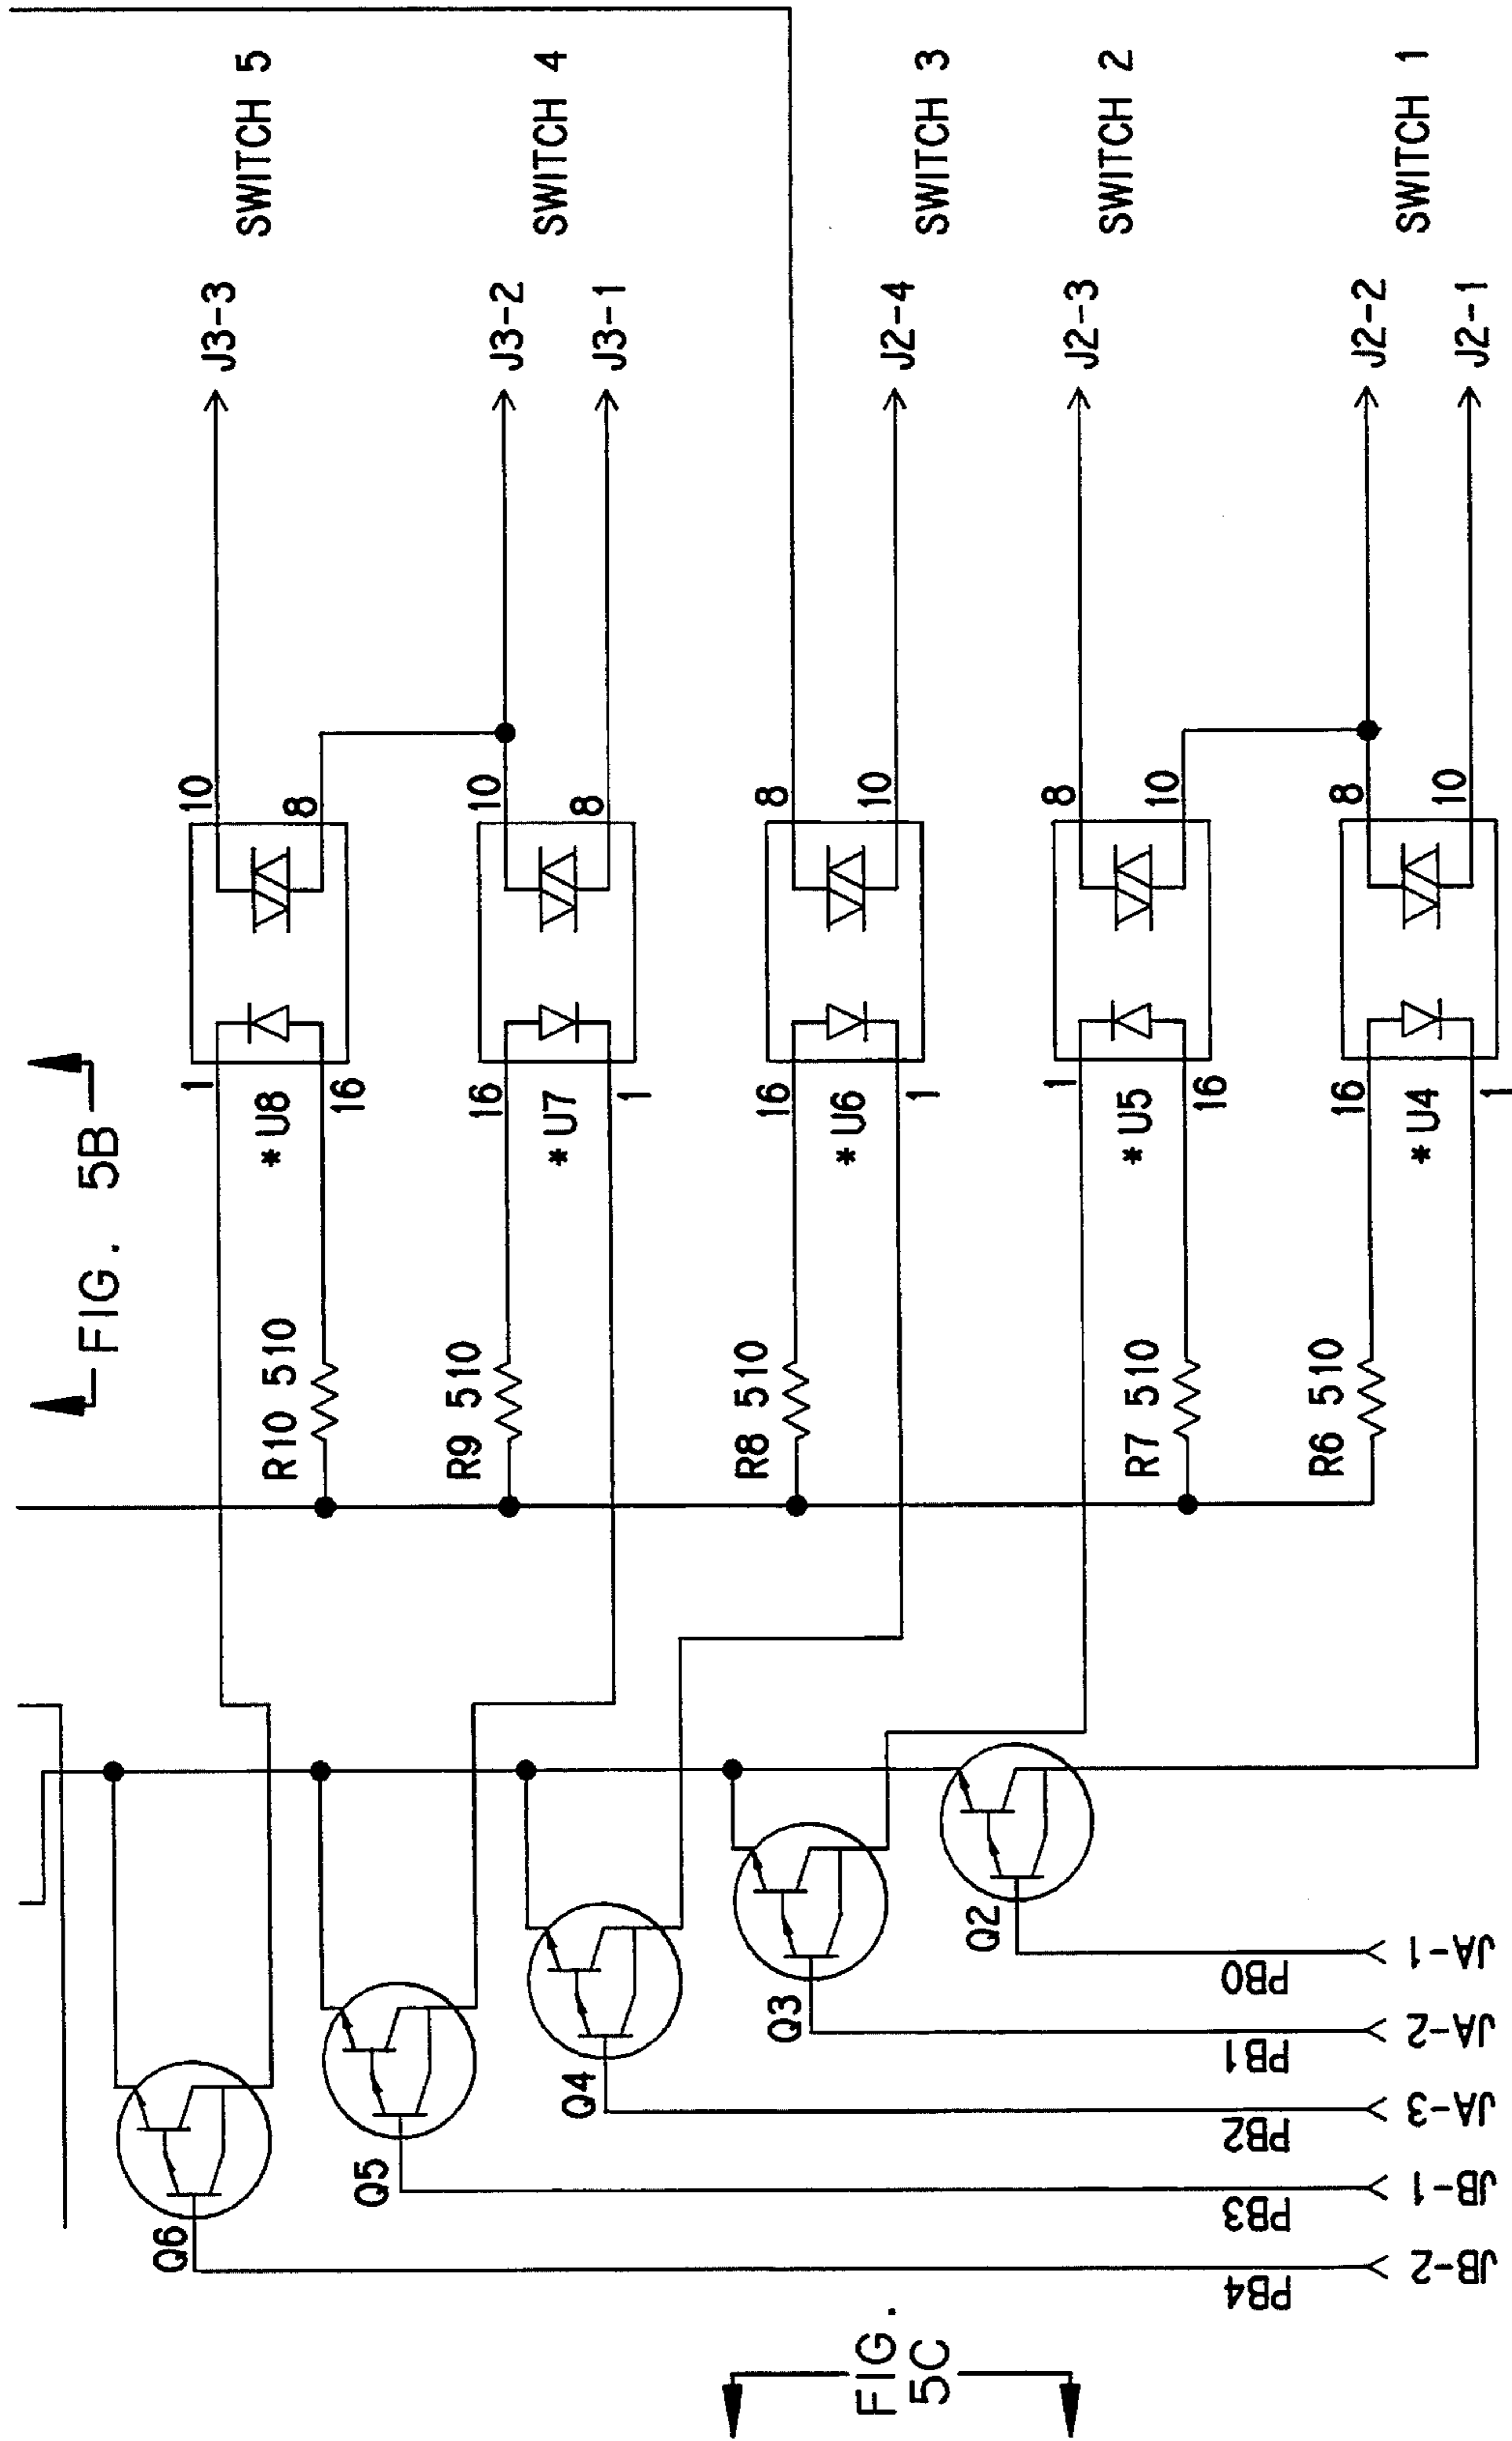 FIG. 5B
SWITCH 5
J3-3
10
8
1
*U8
16
R10 510
SWITCH 4
J3-2
J3-1
10
8
16
*U7
1
R9 510
SWITCH 3
J2-4
8
10
16
*U6
1
R8 510
SWITCH 2
J2-3
8
10
1
*U5
16
R7 510
SWITCH 1
J2-2
J2-1
8
10
16
*U4
1
R6 510
Q6
Q5
Q4
Q3
Q2
PB4
JB-2
PB3
JB-1
PB2
JA-3
PB1
JA-2
PB0
JA-1
FIG.
5C